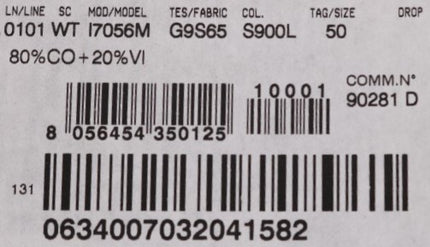 LN/LINE SC MOD/MODEL TES/FABRIC COL. TAG/SIZE DROP
0101 WT I7056M G9S65 S900L 50
80%CO+20%VI
COMM.N°
10001
90281 D
8 056454 350125
131
0634007032041582